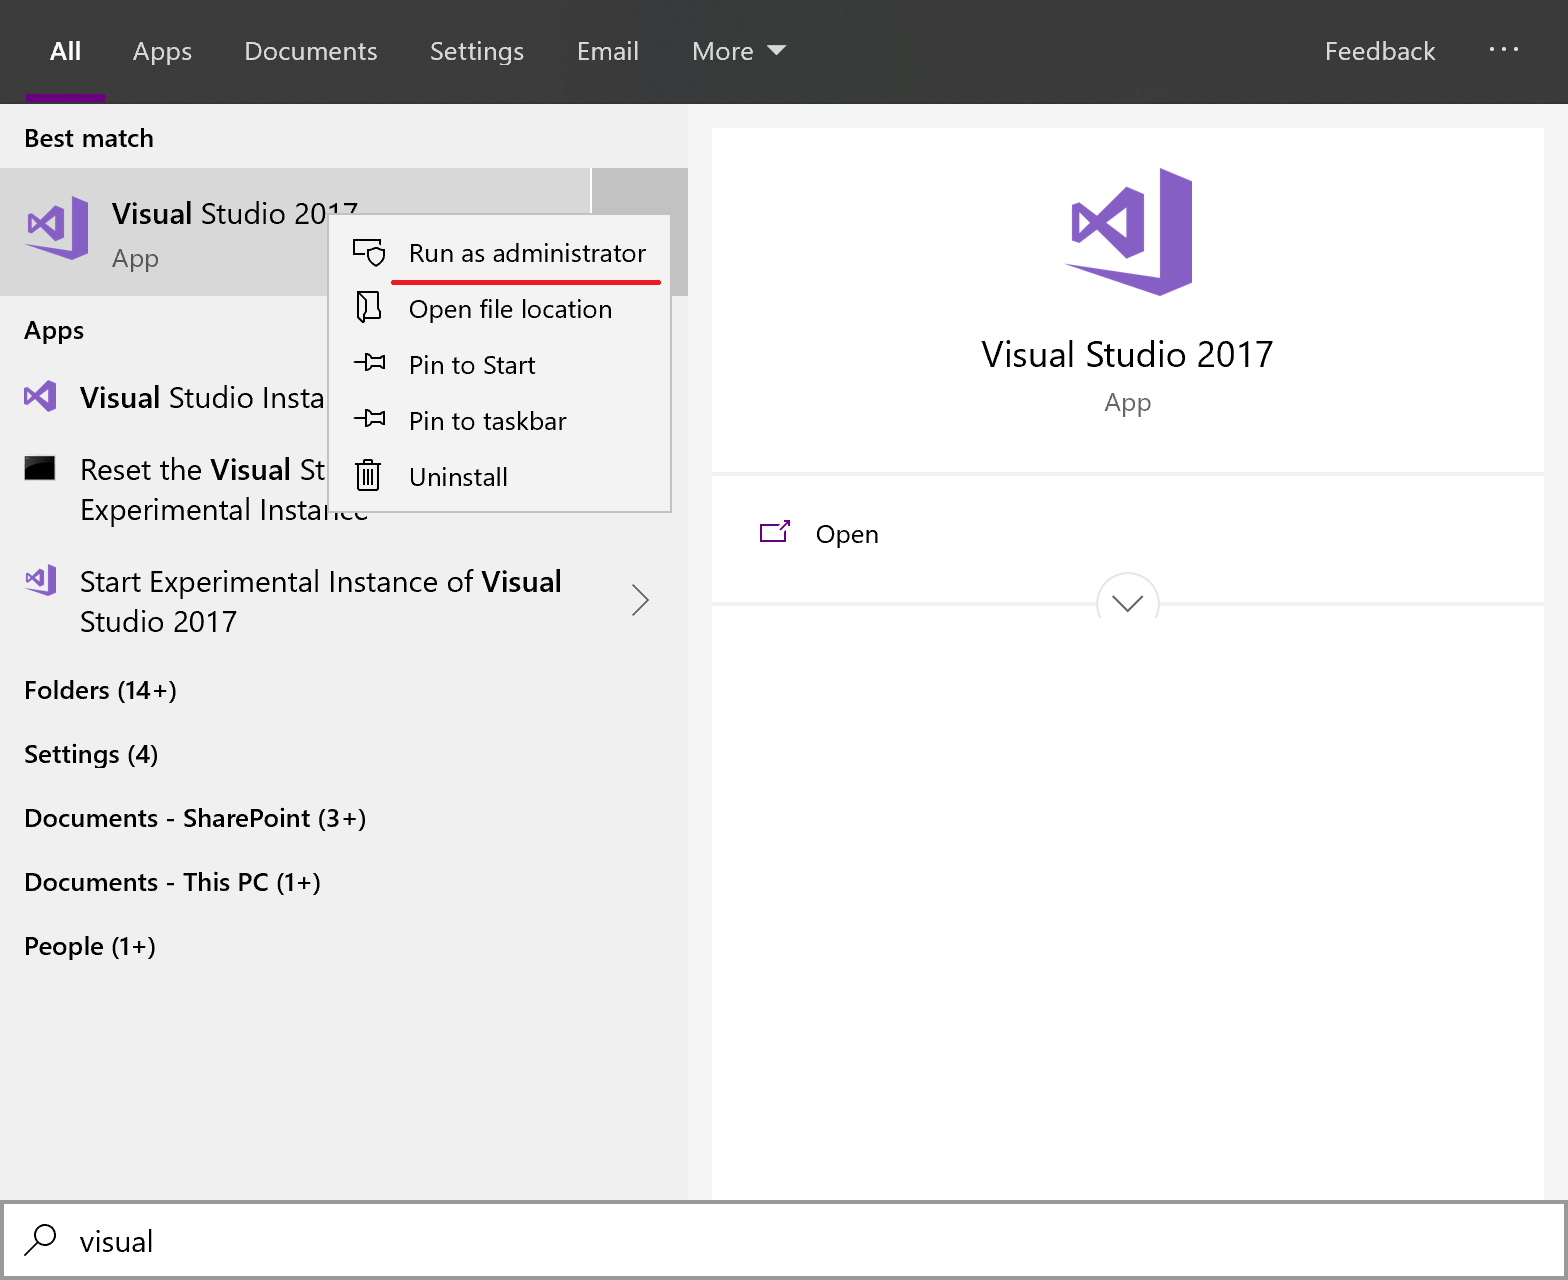 All Apps Documents Settings Email More Feedback ...
Best match
Visual Studio 2017
App
Run as administrator
Open file location
Pin to Start
Pin to taskbar
Uninstall
Apps
Visual Studio Insta
Reset the Visual St
Experimental Instance
Start Experimental Instance of Visual
Studio 2017
Folders (14+)
Settings (4)
Documents - SharePoint (3+)
Documents - This PC (1+)
People (1+)
Visual Studio 2017
App
Open
visual